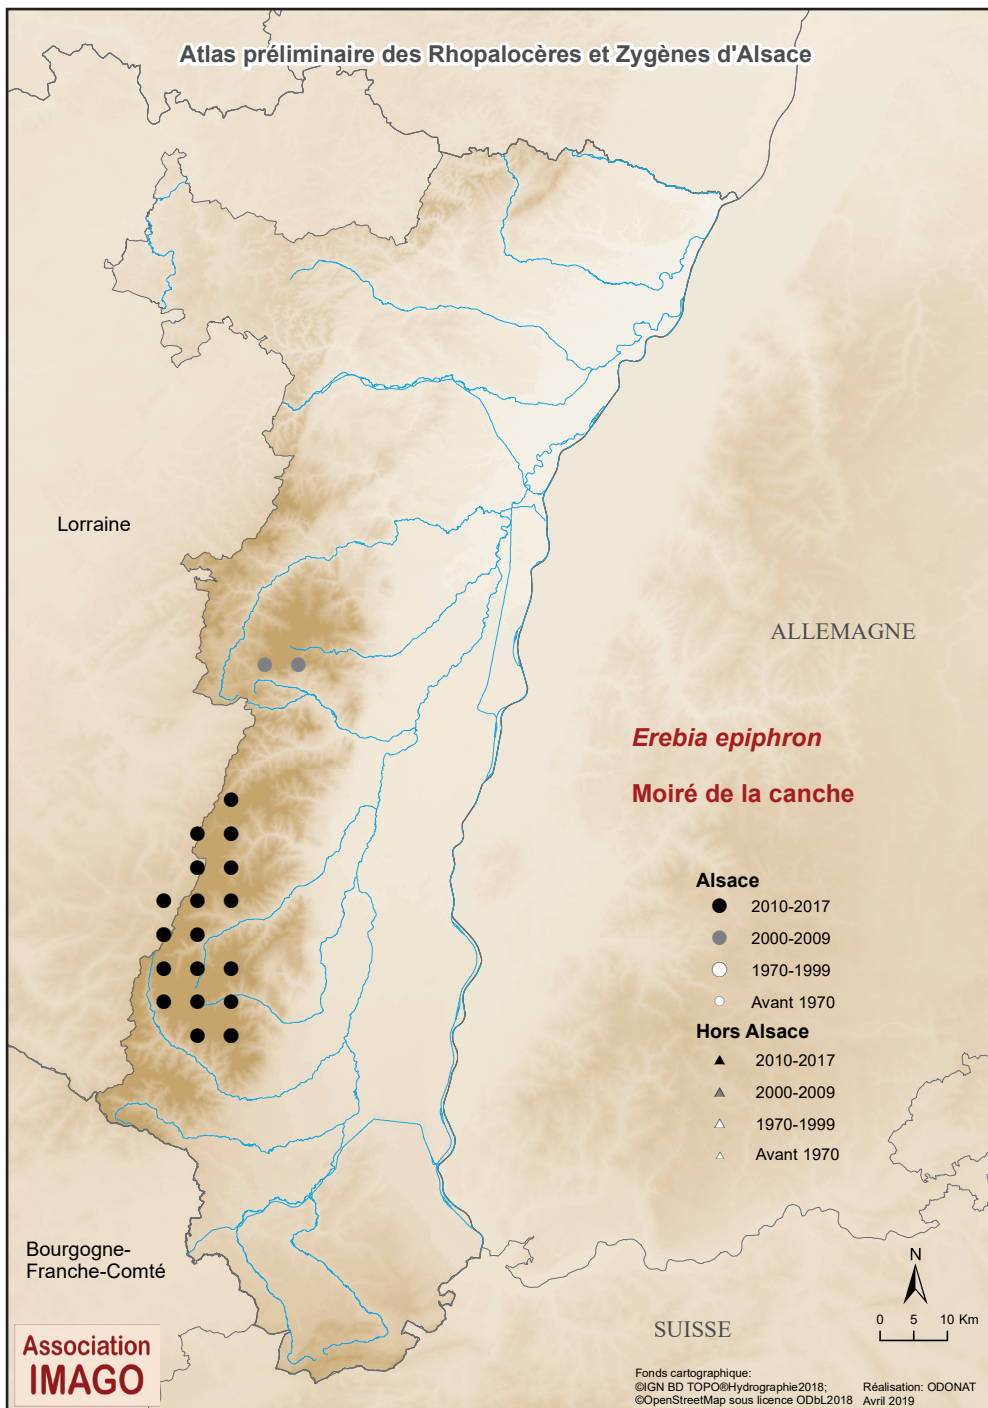 Atlas préliminaire des Rhopalocères et Zygènes d'Alsace
Lorraine
ALLEMAGNE
Erebia epiphron
Moiré de la canche
Alsace
2010-2017
2000-2009
1970-1999
Avant 1970
Hors Alsace
2010-2017
2000-2009
1970-1999
Avant 1970
Bourgogne-
Franche-Comté
N
0 5 10 Km
SUISSE
Association
IMAGO
Fonds cartographique:
©IGN BD TOPO®Hydrographie2018;
©OpenStreetMap sous licence ODbL2018
Réalisation: ODONAT
Avril 2019